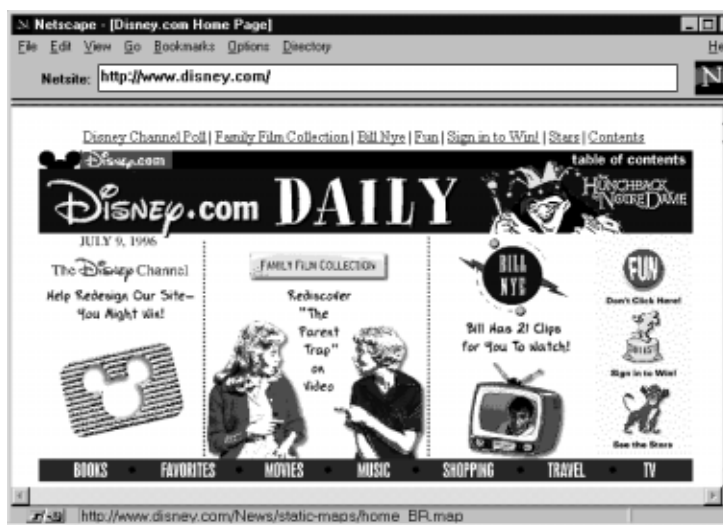 N Netscape - [Disney.com Home Page]
File Edit View Go Bookmarks Options Directory He
Netsite: http://www.disney.com/
N
Disney Channel Poll | Family Film Collection | Bill Nye | Fun | Sign in to Win! | Stars | Contents
Disney.com table of contents
Disney.com DAILY THE HUNCHBACK OF NOTRE DAME
JULY 9, 1996
The Disney Channel
Help Redesign Our Site—
You Might Win!
FAMILY FILM COLLECTION
Rediscover
"The
Parent
Trap"
on
Video
BILL
NYE
Bill Has 21 Clips
For You To Watch!
FUN
Don't Click Here!
Sign in to Win!
See the Stars
BOOKS • FAVORITES • MOVIES • MUSIC • SHOPPING • TRAVEL • TV
http://www.disney.com/News/static-maps/home_BR.map